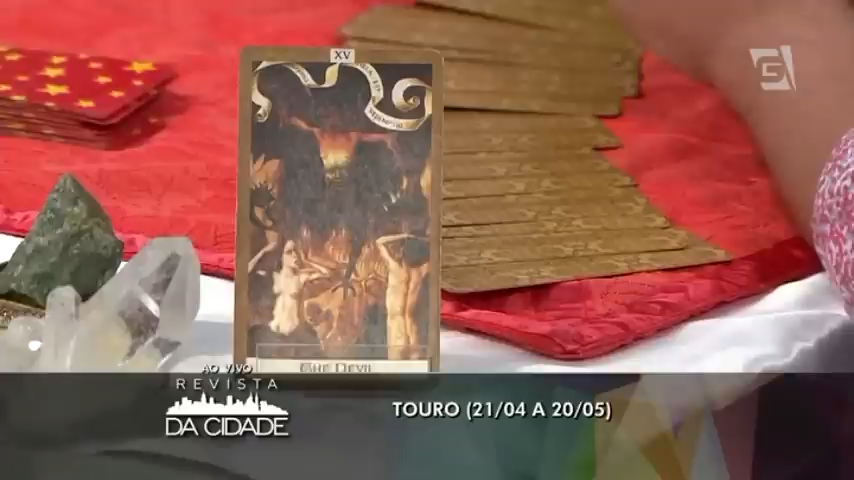 XV
THE DEVIL
AO VIVO
REVISTA
DA CIDADE
TOURO (21/04 A 20/05)